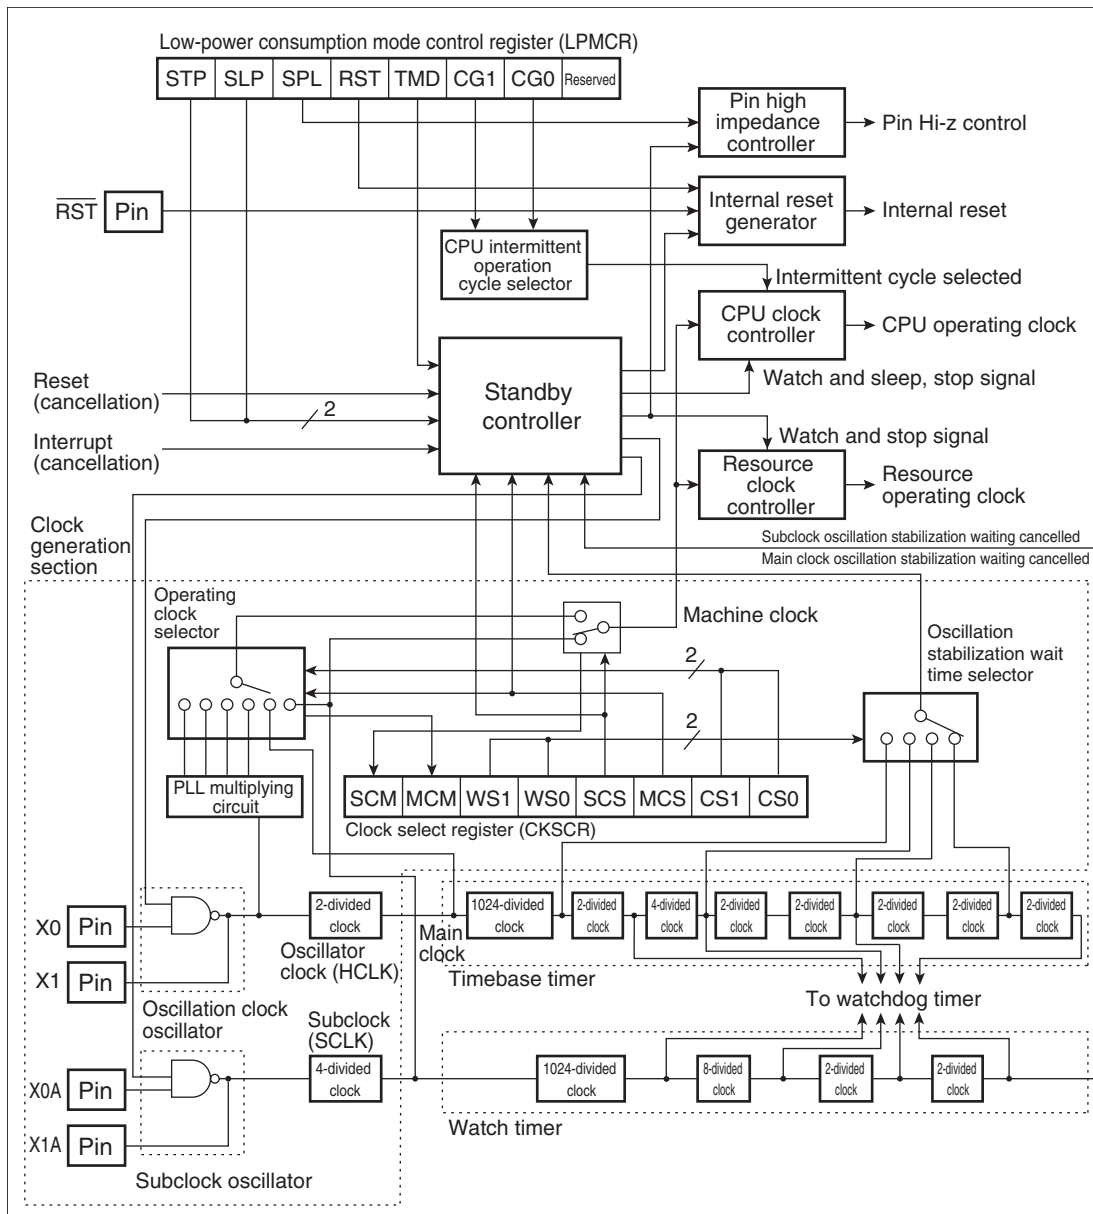 Low-power consumption mode control register (LPMCR)
STP SLP SPL RST TMD CG1 CG0 Reserved
Pin high
impedance
controller
Pin Hi-z control
RST Pin
Internal reset
generator
Internal reset
CPU intermittent
operation
cycle selector
Intermittent cycle selected
CPU clock
controller
CPU operating clock
Standby
controller
Reset
(cancellation)
2
Watch and sleep, stop signal
Interrupt
(cancellation)
Watch and stop signal
Resource
clock
controller
Resource
operating clock
Clock
generation
section
Subclock oscillation stabilization waiting cancelled
Main clock oscillation stabilization waiting cancelled
Operating
clock
selector
Machine clock
Oscillation
stabilization wait
time selector
2
2
PLL multiplying
circuit
SCM MCM WS1 WS0 SCS MCS CS1 CS0
Clock select register (CKSCR)
X0 Pin
X1 Pin
2-divided
clock
Oscillator
clock (HCLK)
Main
clock
1024-divided
clock
2-divided
clock
4-divided
clock
2-divided
clock
2-divided
clock
2-divided
clock
2-divided
clock
2-divided
clock
Timebase timer
Oscillation clock
oscillator
To watchdog timer
Subclock
(SCLK)
X0A Pin
X1A Pin
4-divided
clock
1024-divided
clock
8-divided
clock
2-divided
clock
2-divided
clock
Watch timer
Subclock oscillator